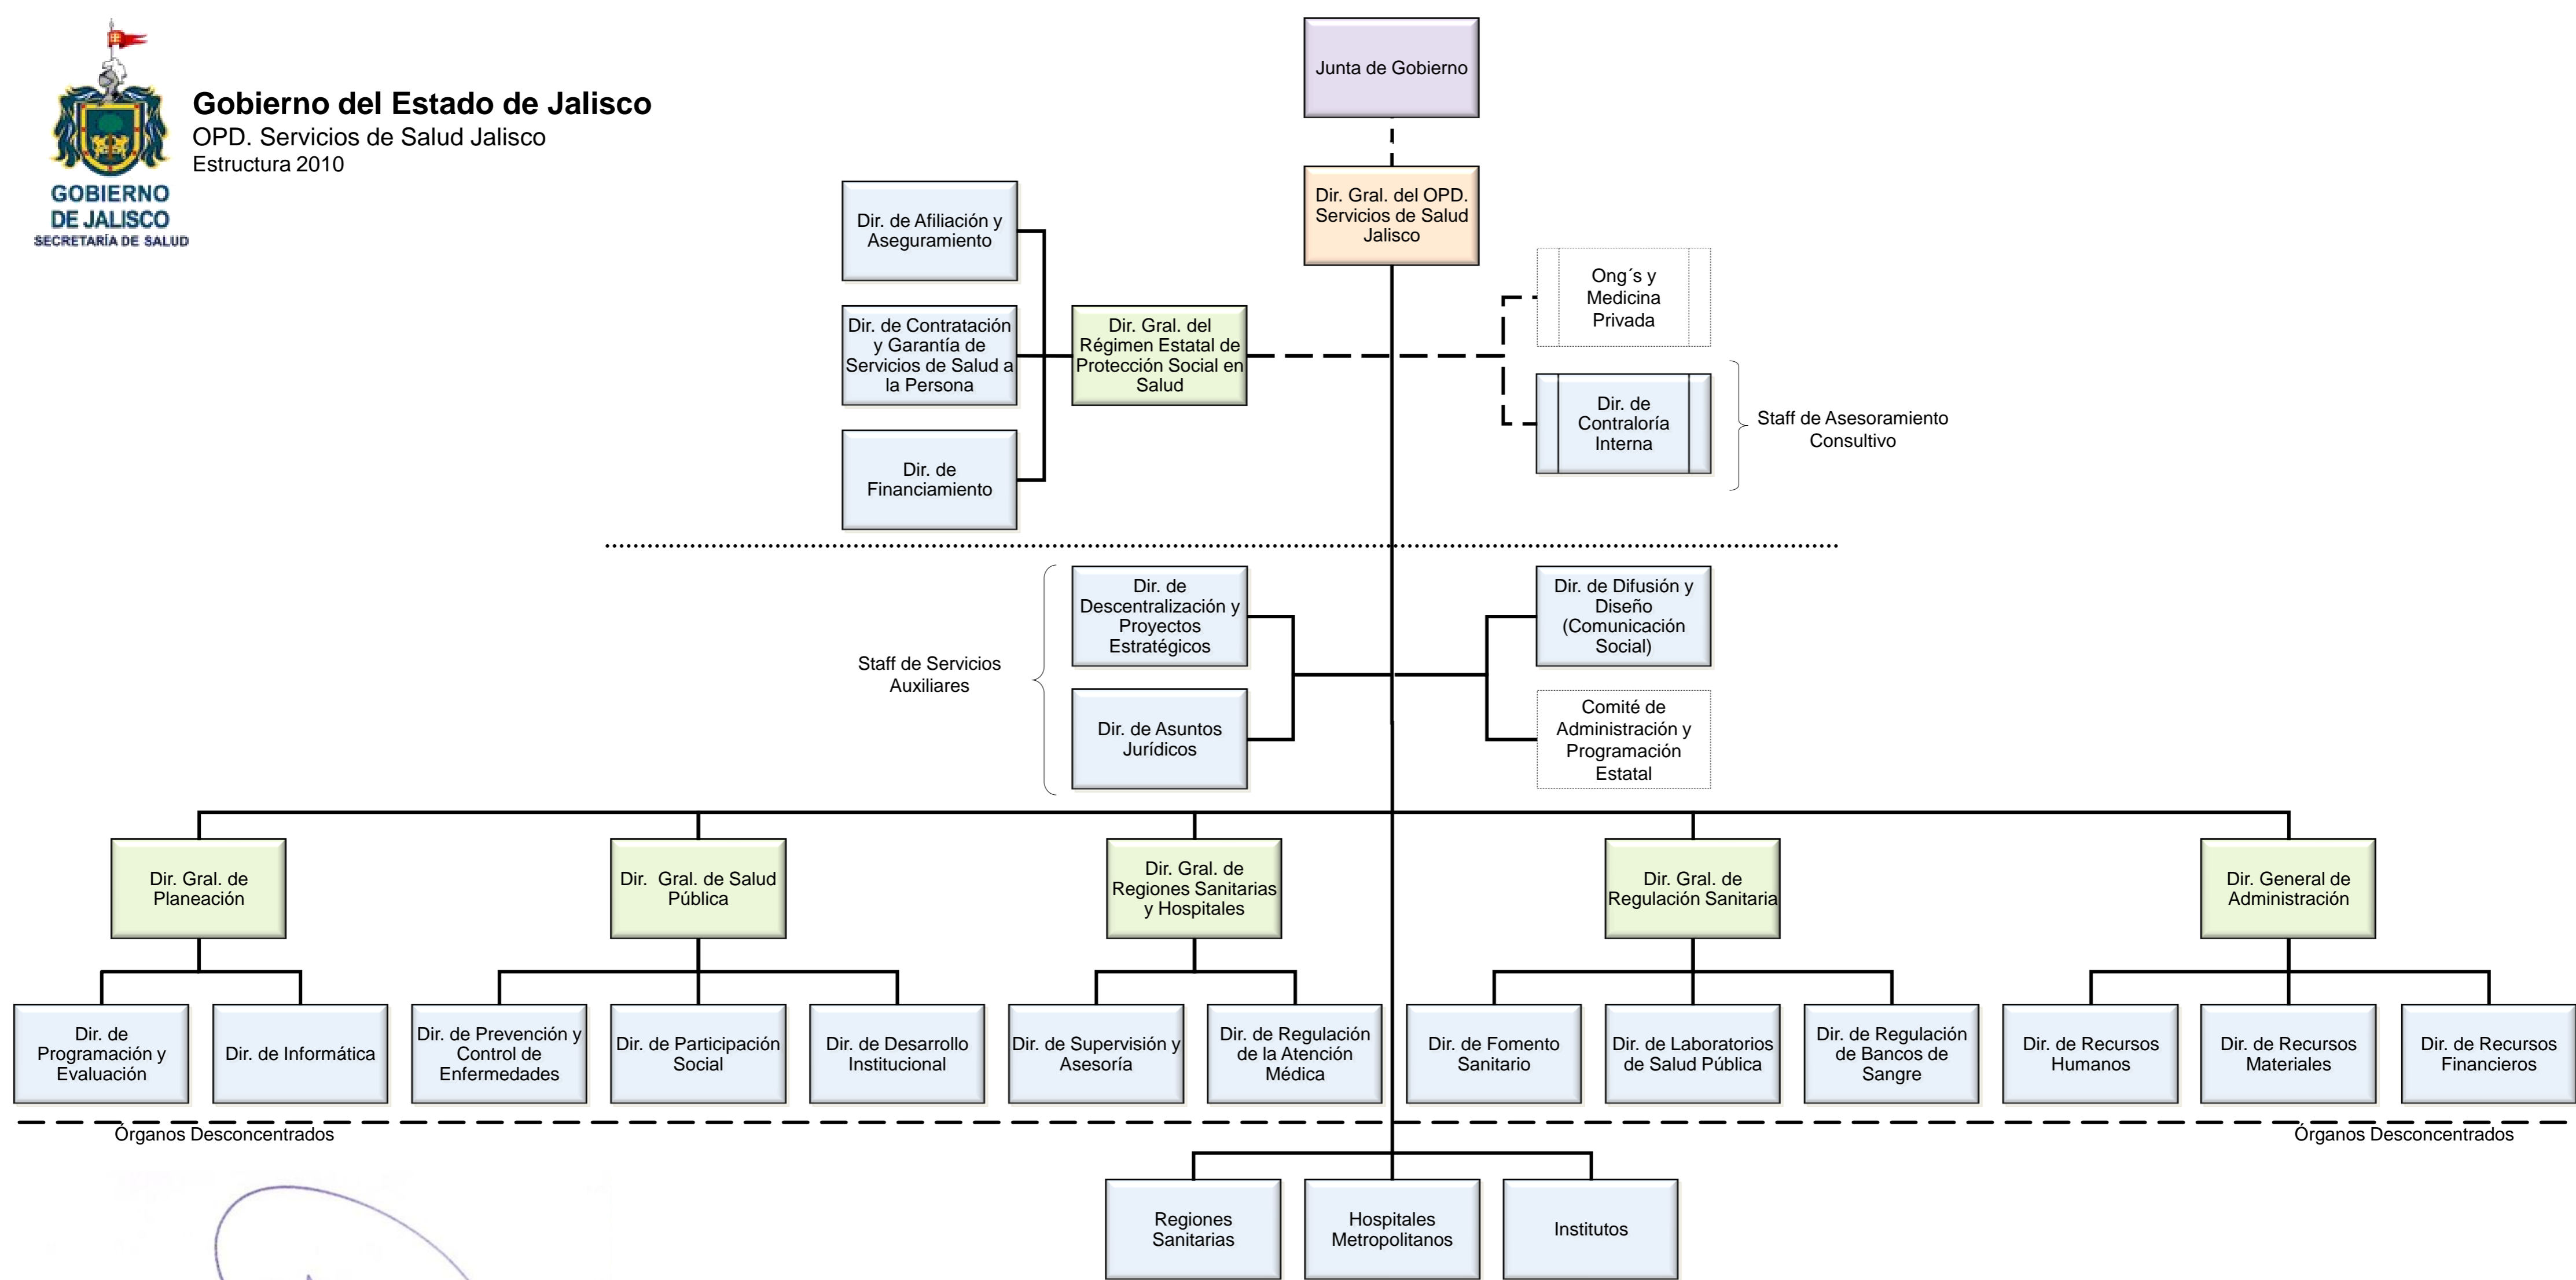 Gobierno del Estado de Jalisco
OPD. Servicios de Salud Jalisco
Estructura 2010
GOBIERNO
DE JALISCO
SECRETARÍA DE SALUD
Junta de Gobierno
Dir. Gral. del OPD.
Servicios de Salud
Jalisco
Dir. de Afiliación y
Aseguramiento
Dir. de Contratación
y Garantía de
Servicios de Salud a
la Persona
Dir. de
Financiamiento
Dir. Gral. del
Régimen Estatal de
Protección Social en
Salud
Ong´s y
Medicina
Privada
Dir. de
Contraloría
Interna
Staff de Asesoramiento
Consultivo
Staff de Servicios
Auxiliares
Dir. de
Descentralización y
Proyectos
Estratégicos
Dir. de Asuntos
Jurídicos
Dir. de Difusión y
Diseño
(Comunicación
Social)
Comité de
Administración y
Programación
Estatal
Dir. Gral. de
Planeación
Dir. Gral. de Salud
Pública
Dir. Gral. de
Regiones Sanitarias
y Hospitales
Dir. Gral. de
Regulación Sanitaria
Dir. General de
Administración
Dir. de
Programación y
Evaluación
Dir. de Informática
Dir. de Prevención y
Control de
Enfermedades
Dir. de Participación
Social
Dir. de Desarrollo
Institucional
Dir. de Supervisión y
Asesoría
Dir. de Regulación
de la Atención
Médica
Dir. de Fomento
Sanitario
Dir. de Laboratorios
de Salud Pública
Dir. de Regulación
de Bancos de
Sangre
Dir. de Recursos
Humanos
Dir. de Recursos
Materiales
Dir. de Recursos
Financieros
Órganos Desconcentrados
Órganos Desconcentrados
Regiones
Sanitarias
Hospitales
Metropolitanos
Institutos